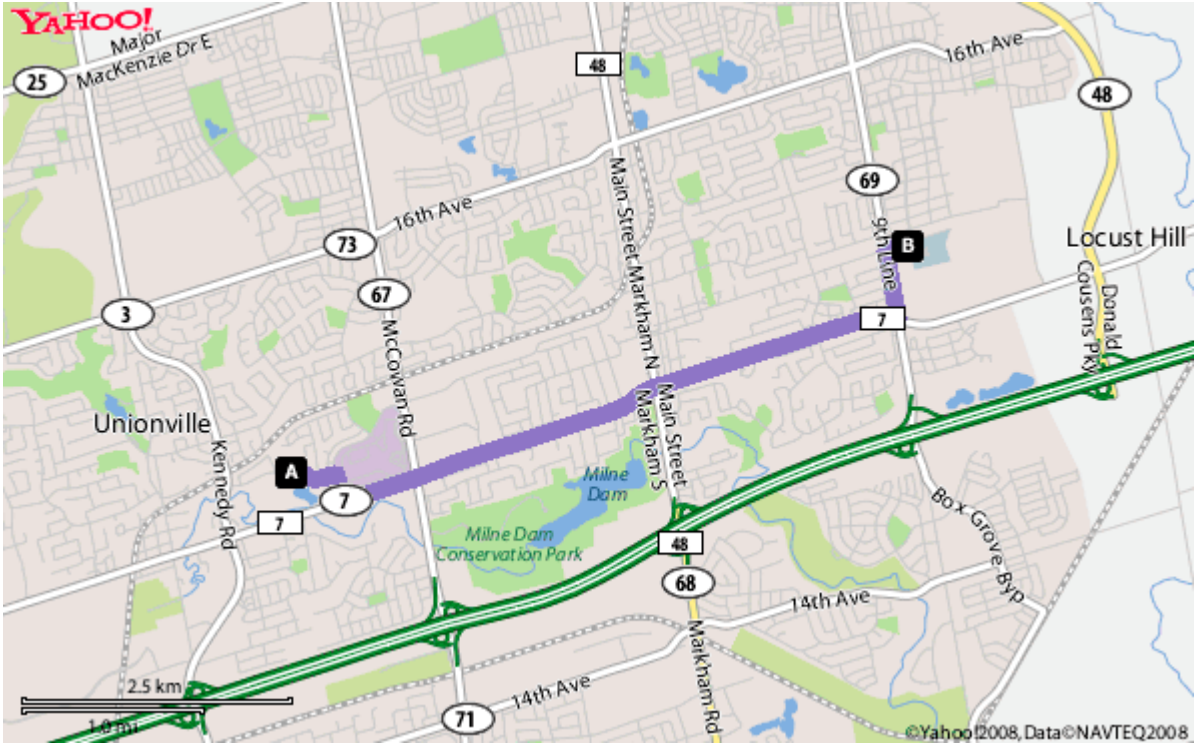 YAHOO!
Major
MacKenzie Dr E
25
48
16th Ave
48
69
Main Street Markham N
16th Ave
73
9th Line
B
Locust Hill
67
3
7
Donald
Cousens Pky
McCowan Rd
Main Street
Markham S
Unionville
Kennedy Rd
A
7
7
Milne
Dam
Box Grove Byp
Milne Dam
Conservation Park
48
68
14th Ave
Markham Rd
2.5 km
14th Ave
71
1.0 mi
©Yahoo!2008, Data©NAVTEQ2008